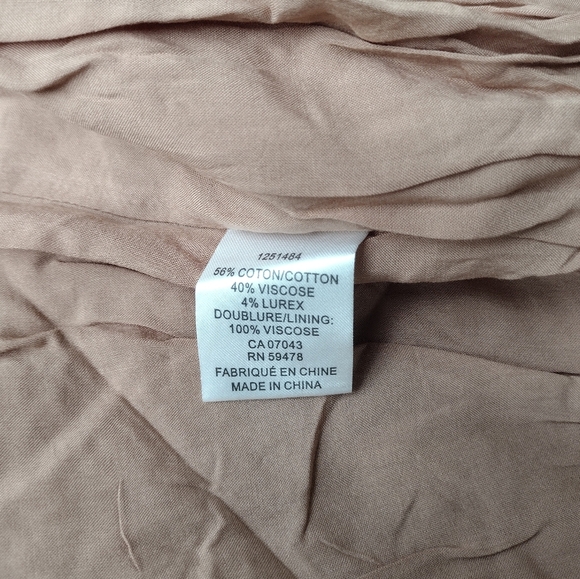 1251464
56% COTON/COTTON
40% VISCOSE
4% LUREX
DOUBLURE/LINING:
100% VISCOSE
CA 07043
RN 59478
FABRIQUÉ EN CHINE
MADE IN CHINA